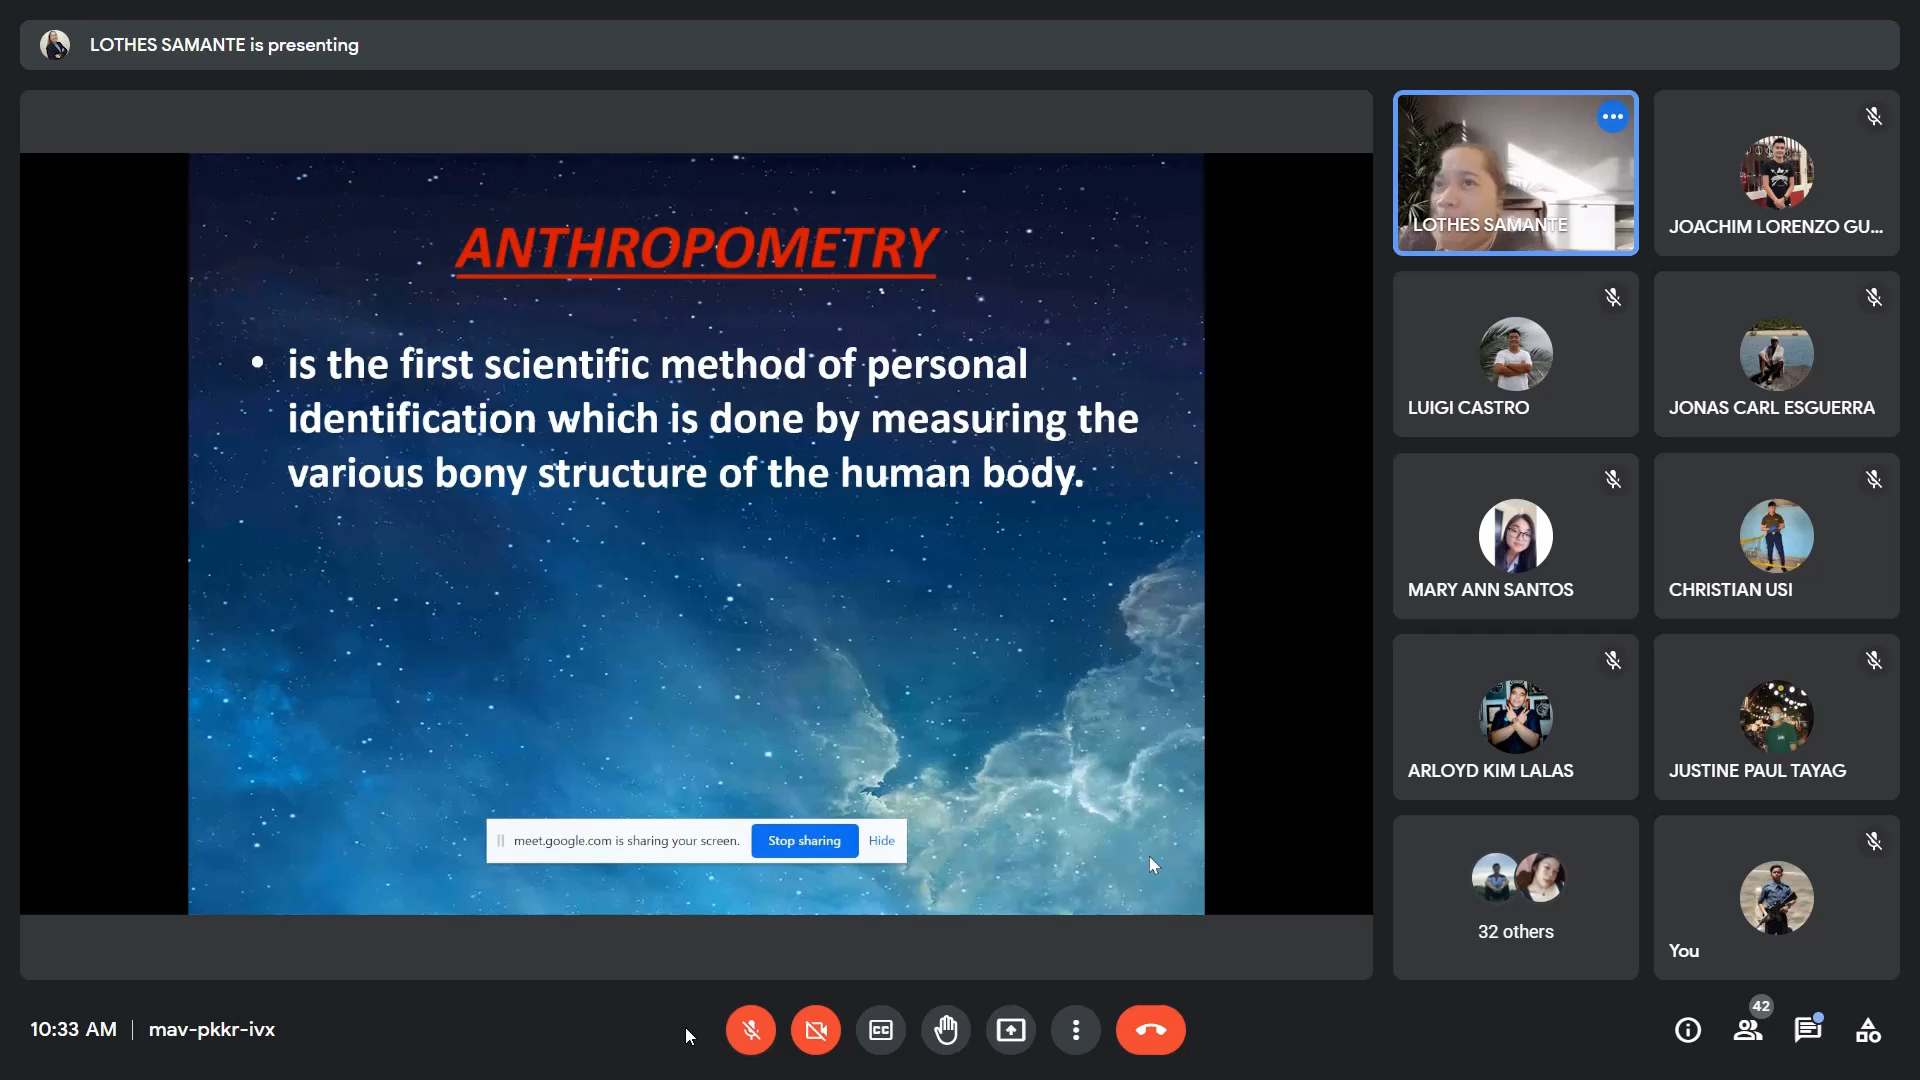 LOTHES SAMANTE is presenting
ANTHROPOMETRY
• is the first scientific method of personal
identification which is done by measuring the
various bony structure of the human body.
meet.google.com is sharing your screen.
Stop sharing
Hide
LOTHES SAMANTE
JOACHIM LORENZO GU...
LUIGI CASTRO
JONAS CARL ESGUERRA
MARY ANN SANTOS
CHRISTIAN USI
ARLOYD KIM LALAS
JUSTINE PAUL TAYAG
32 others
You
10:33 AM | mav-pkkr-ivx
CC
42